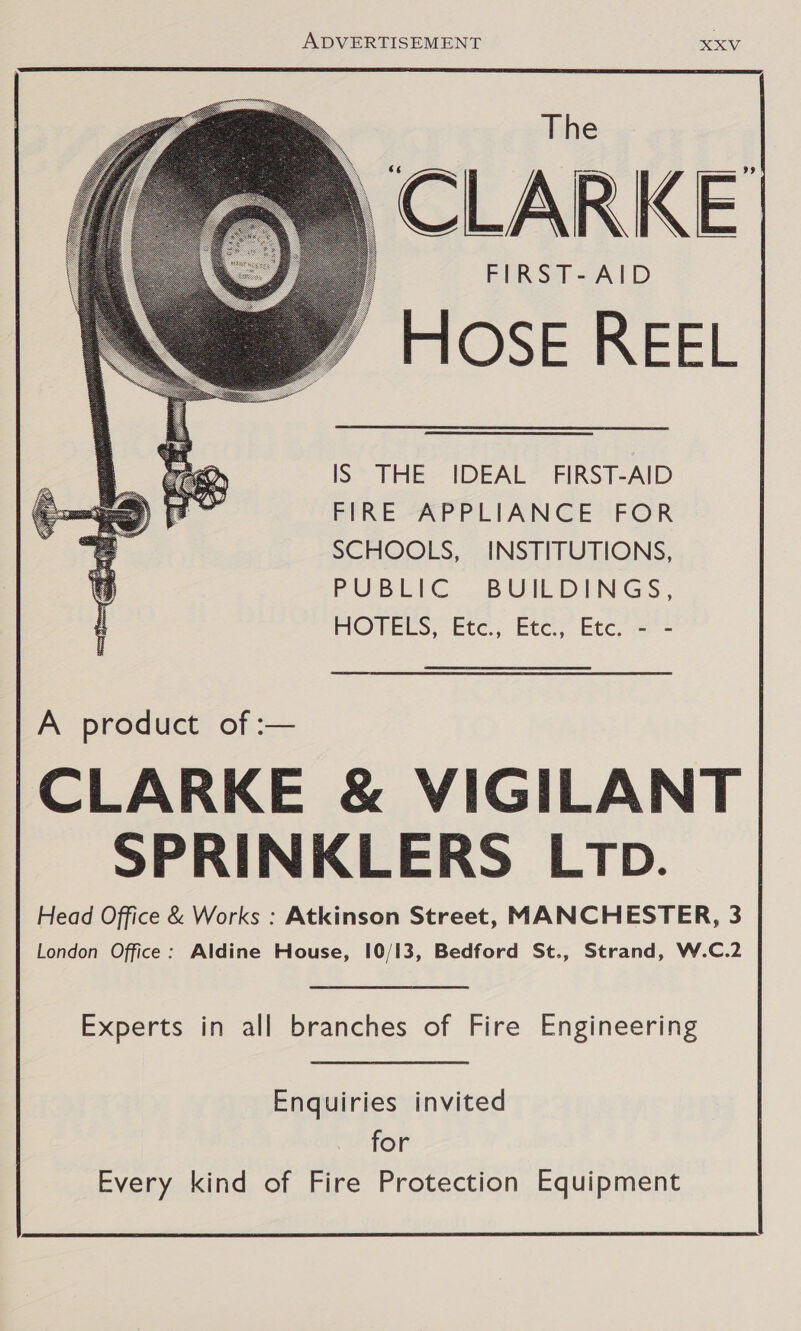 ADVERTISEMENT xxv
The
"CLARKE"
FIRST-AID
HOSE REEL
IS THE IDEAL FIRST-AID
FIRE APPLIANCE FOR
SCHOOLS, INSTITUTIONS,
PUBLIC BUILDINGS,
HOTELS, Etc., Etc., Etc. - -
A product of :—
CLARKE & VIGILANT
SPRINKLERS LTD.
Head Office & Works : Atkinson Street, MANCHESTER, 3
London Office : Aldine House, 10/13, Bedford St., Strand, W.C.2
Experts in all branches of Fire Engineering
Enquiries invited
for
Every kind of Fire Protection Equipment